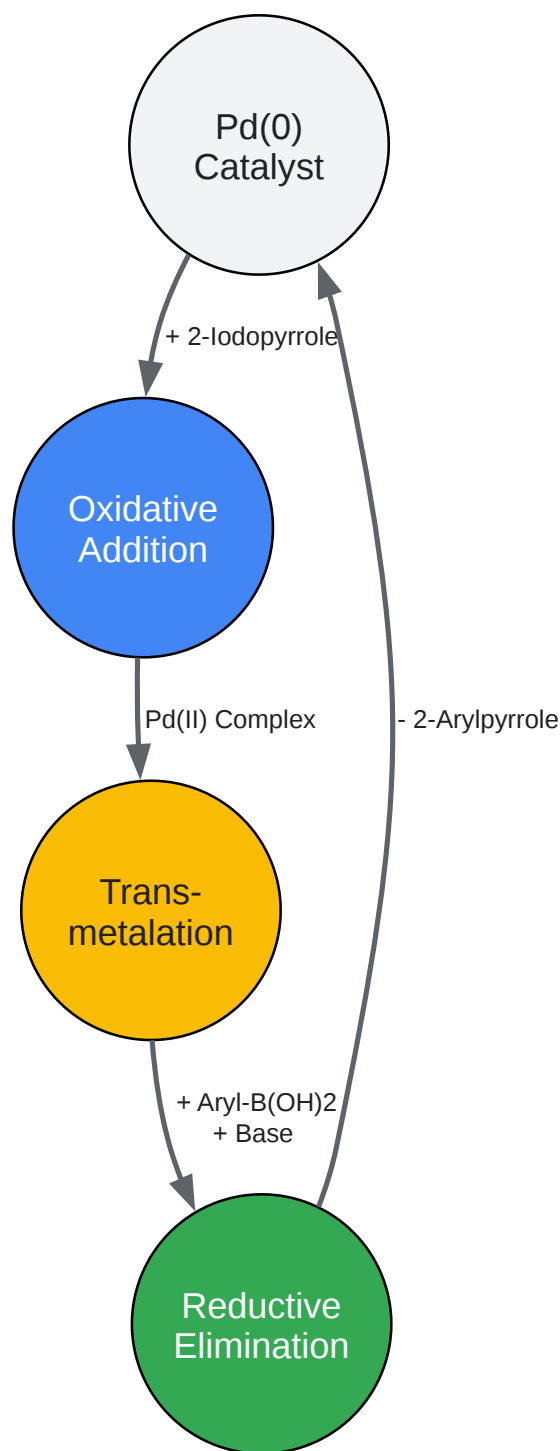 Pd(0)
Catalyst
+ 2-Iodopyrrole
Oxidative
Addition
Pd(II) Complex
- 2-Arylpyrrole
Trans-
metalation
+ Aryl-B(OH)2
+ Base
Reductive
Elimination